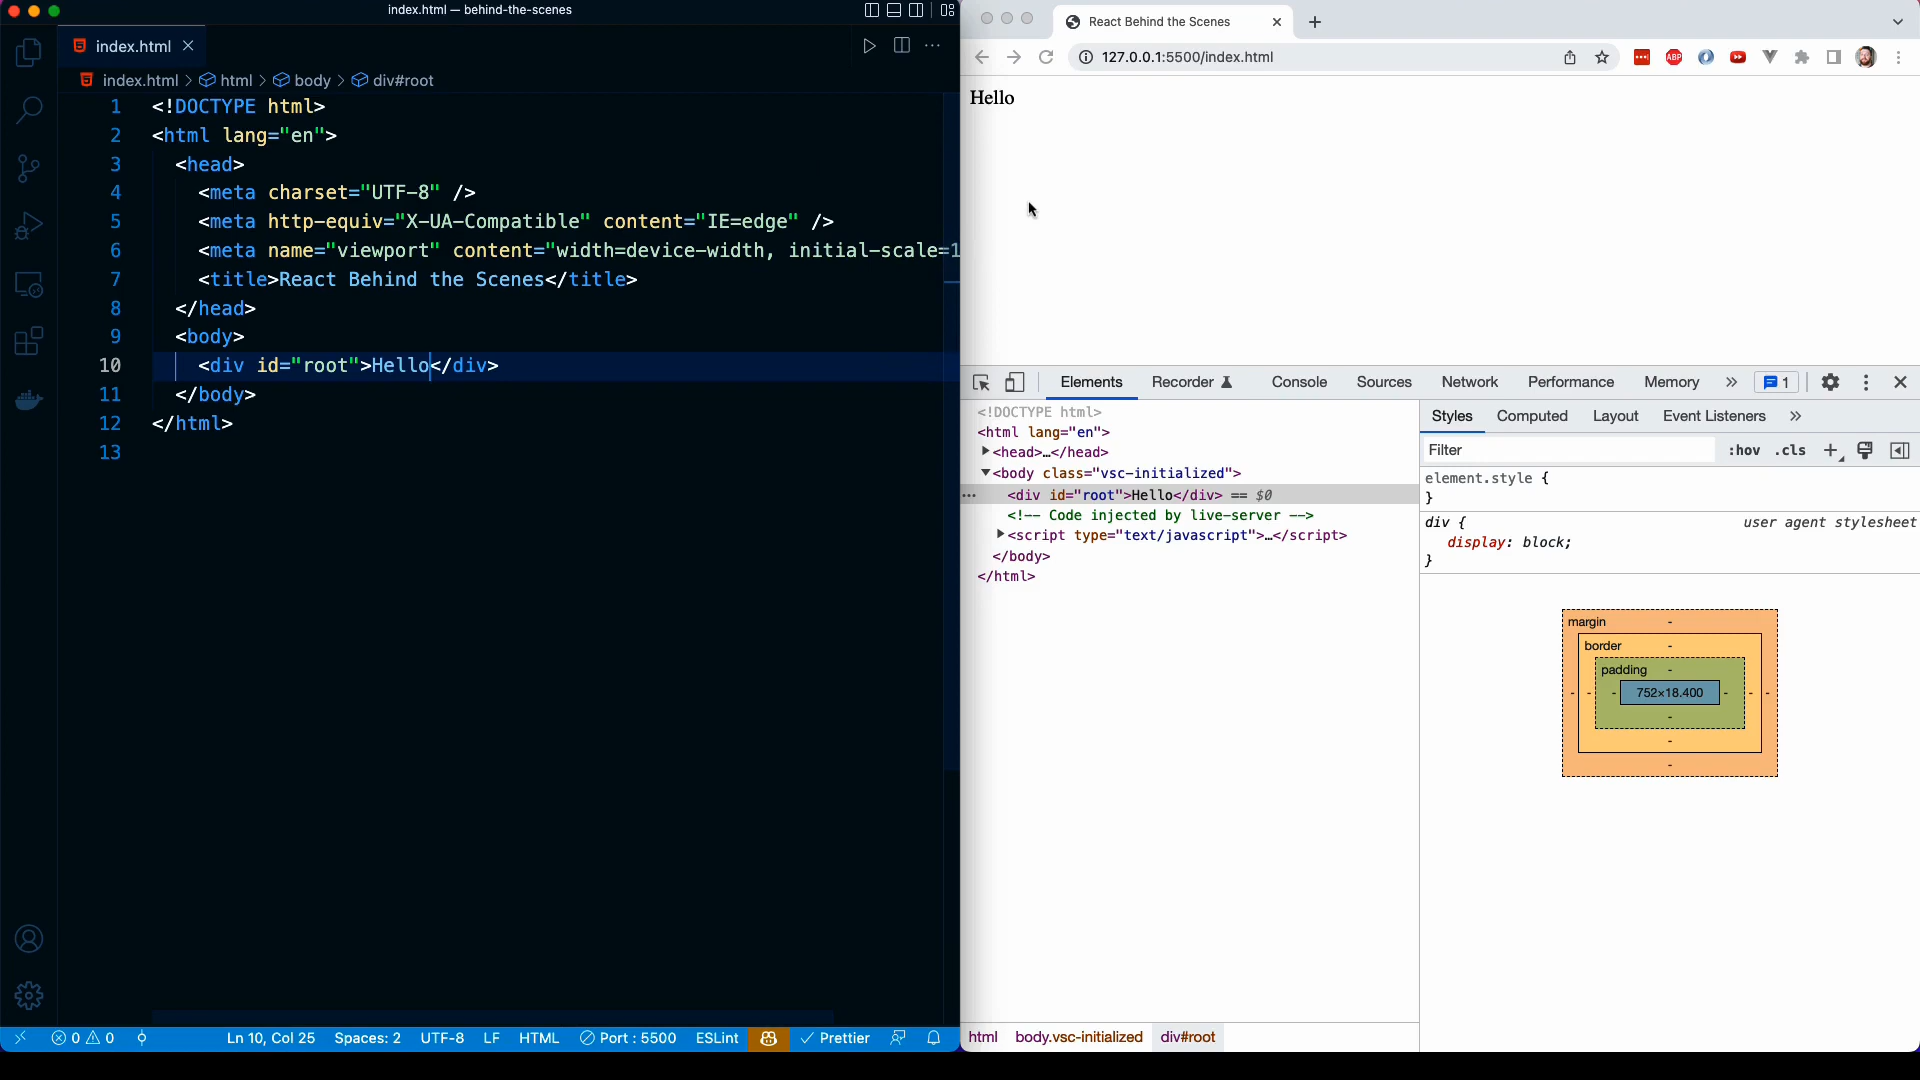 index.html — behind-the-scenes
index.html
index.html > html > body > div#root
1 <!DOCTYPE html>
2 <html lang="en">
3 <head>
4 <meta charset="UTF-8" />
5 <meta http-equiv="X-UA-Compatible" content="IE=edge" />
6 <meta name="viewport" content="width=device-width, initial-scale=1
7 <title>React Behind the Scenes</title>
8 </head>
9 <body>
10 <div id="root">Hello</div>
11 </body>
12 </html>
13
0 0 Ln 10, Col 25 Spaces: 2 UTF-8 LF HTML Port : 5500 ESLint Prettier
React Behind the Scenes
127.0.0.1:5500/index.html
ABP
Hello
Elements Recorder Console Sources Network Performance Memory » 1
<!DOCTYPE html>
<html lang="en">
<head>…</head>
<body class="vsc-initialized">
<div id="root">Hello</div> == $0
<!-- Code injected by live-server -->
<script type="text/javascript">…</script>
</body>
</html>
html body.vsc-initialized div#root
Styles Computed Layout Event Listeners »
Filter :hov .cls +
element.style {
}
div { user agent stylesheet
display: block;
}
margin -
border -
padding -
- - - 752×18.400 - - -
-
-
-